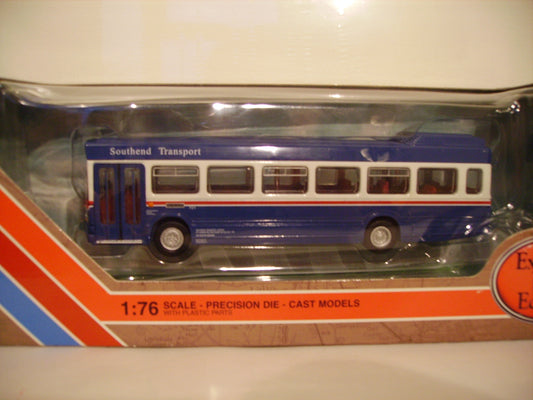 Southend Transport
1:76 SCALE - PRECISION DIE - CAST MODELS
WITH PLASTIC PARTS